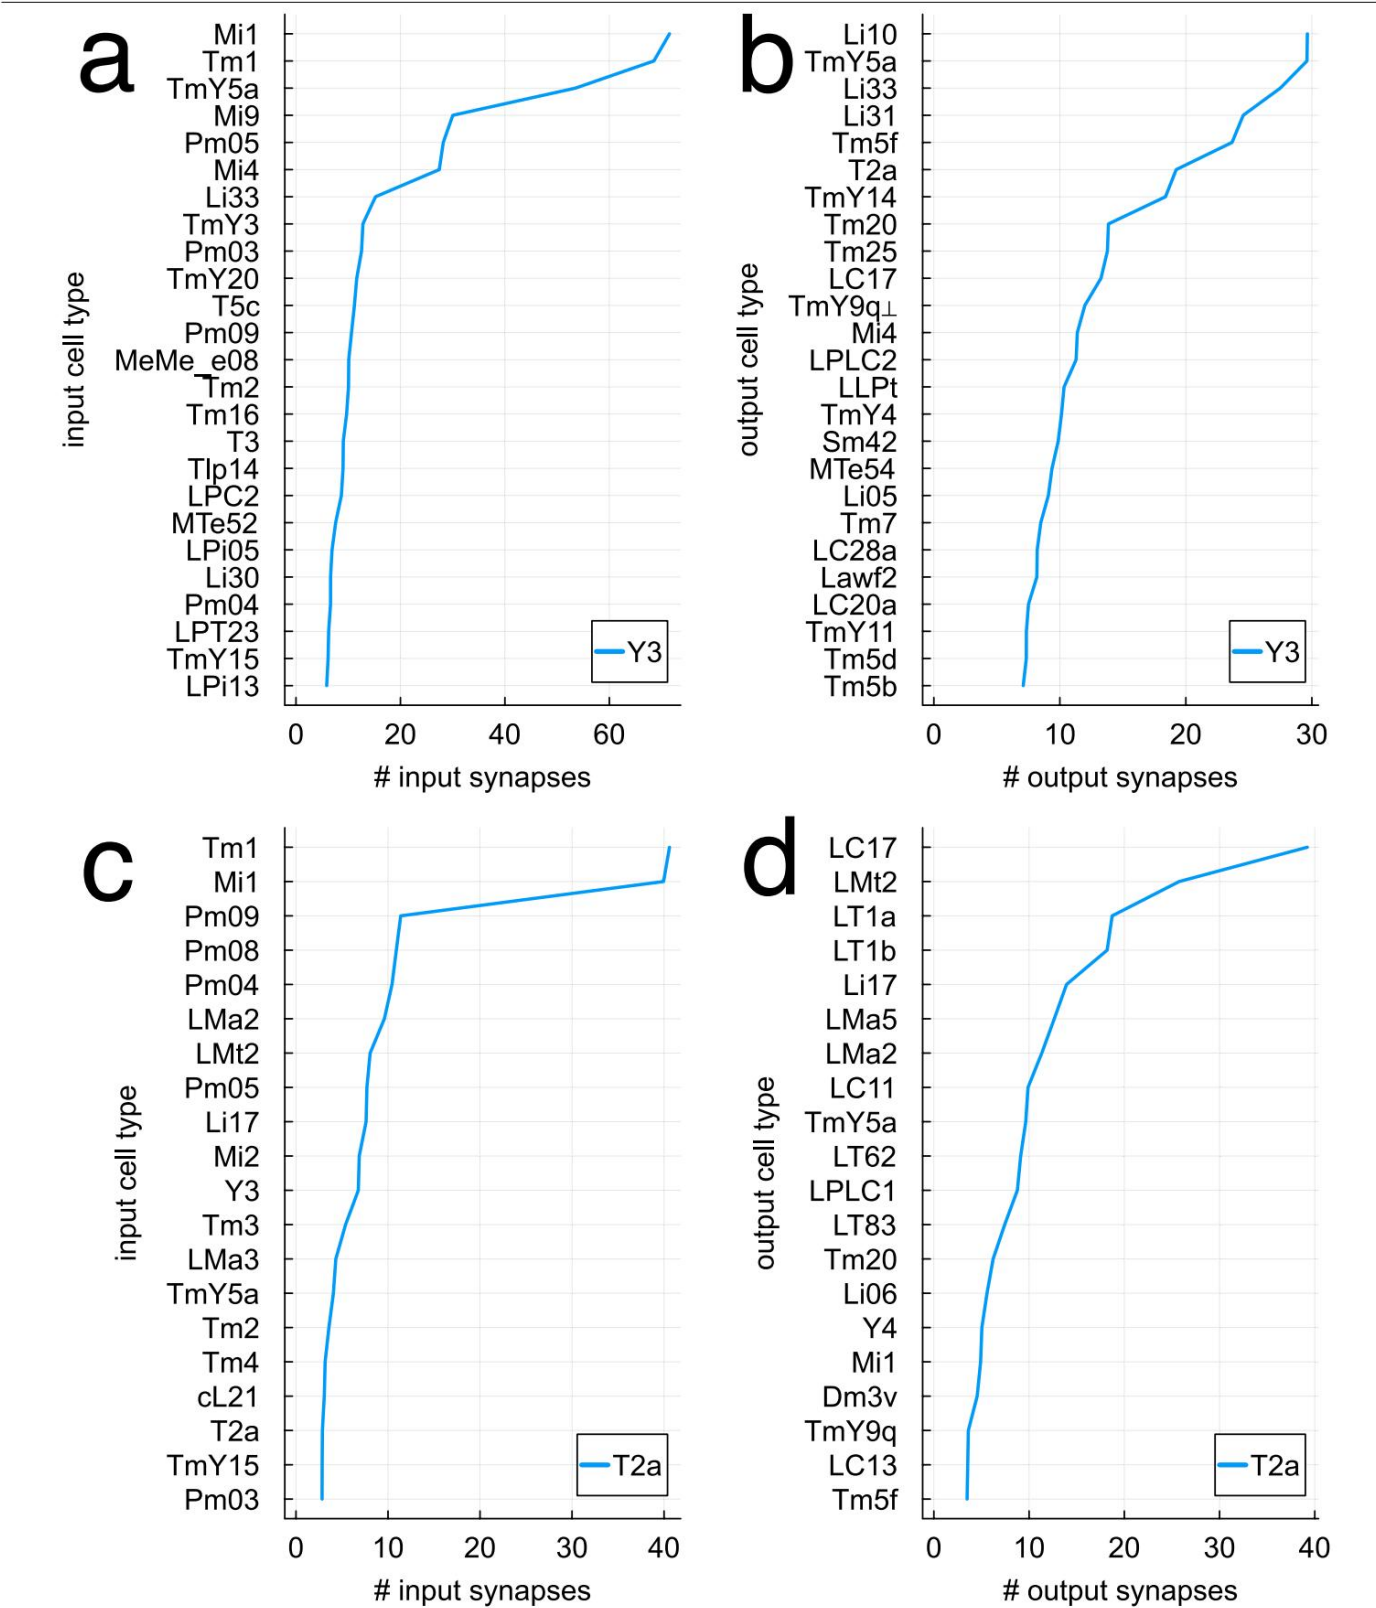 a
Mi1
Tm1
TmY5a
Mi9
Pm05
Mi4
Li33
TmY3
Pm03
TmY20
T5c
Pm09
MeMe_e08
Tm2
Tm16
T3
Tlp14
LPC2
MTe52
LPi05
Li30
Pm04
LPT23
TmY15
LPi13
input cell type
Y3
0 20 40 60
# input synapses
b
Li10
TmY5a
Li33
Li31
Tm5f
T2a
TmY14
Tm20
Tm25
LC17
TmY9q⊥
Mi4
LPLC2
LLPt
TmY4
Sm42
MTe54
Li05
Tm7
LC28a
Lawf2
LC20a
TmY11
Tm5d
Tm5b
output cell type
Y3
0 10 20 30
# output synapses
c
Tm1
Mi1
Pm09
Pm08
Pm04
LMa2
LMt2
Pm05
Li17
Mi2
Y3
Tm3
LMa3
TmY5a
Tm2
Tm4
cL21
T2a
TmY15
Pm03
input cell type
T2a
0 10 20 30 40
# input synapses
d
LC17
LMt2
LT1a
LT1b
Li17
LMa5
LMa2
LC11
TmY5a
LT62
LPLC1
LT83
Tm20
Li06
Y4
Mi1
Dm3v
TmY9q
LC13
Tm5f
output cell type
T2a
0 10 20 30 40
# output synapses